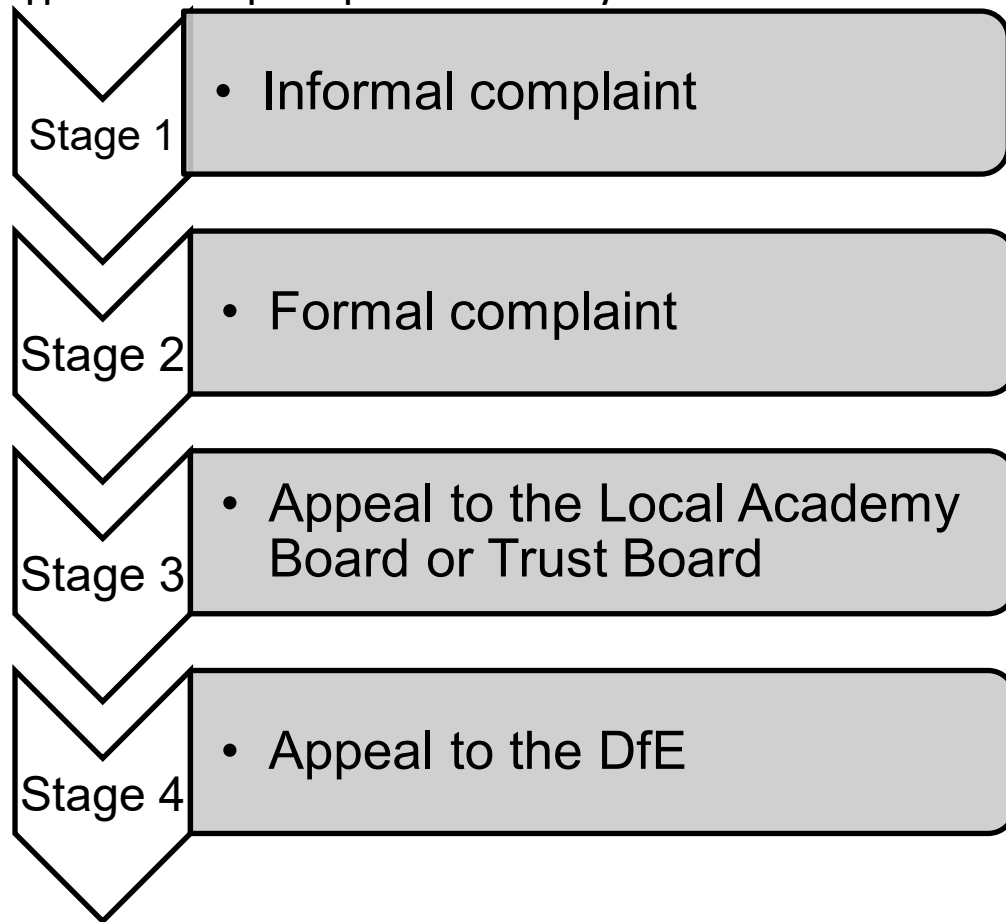 Stage 1
• Informal complaint
Stage 2
• Formal complaint
Stage 3
• Appeal to the Local Academy
Board or Trust Board
Stage 4
• Appeal to the DfE